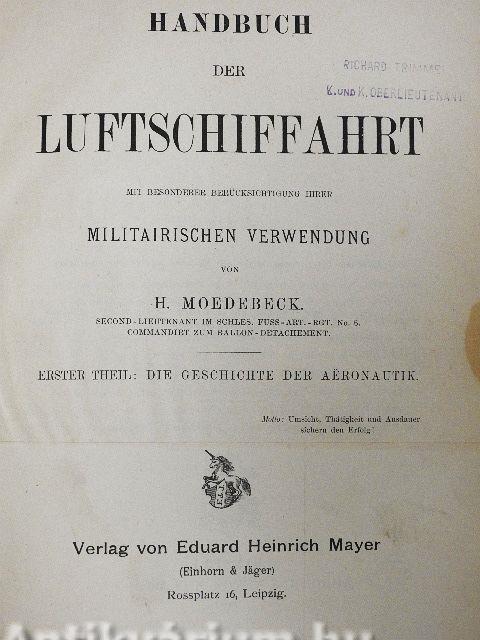 HANDBUCH
DER
RICHARD
K. UND K. OBERLIEUTENANT
LUFTSCHIFFAHRT
MIT BESONDERER BERÜCKSICHTIGUNG IHRER
MILITAIRISCHEN VERWENDUNG
VON
H. MOEDEBECK.
SECOND-LIEUTENANT IM SCHLES. FUSS-ART.-RGT. No. 6.
COMMANDIRT ZUM BALLON-DETACHEMENT.
ERSTER THEIL: DIE GESCHICHTE DER AËRONAUTIK.
Motto: Umsicht, Thätigkeit und Ausdauer
sichern den Erfolg!
E & J
Verlag von Eduard Heinrich Mayer
(Einhorn & Jäger)
Rossplatz 16, Leipzig.
Antikvárium.hu